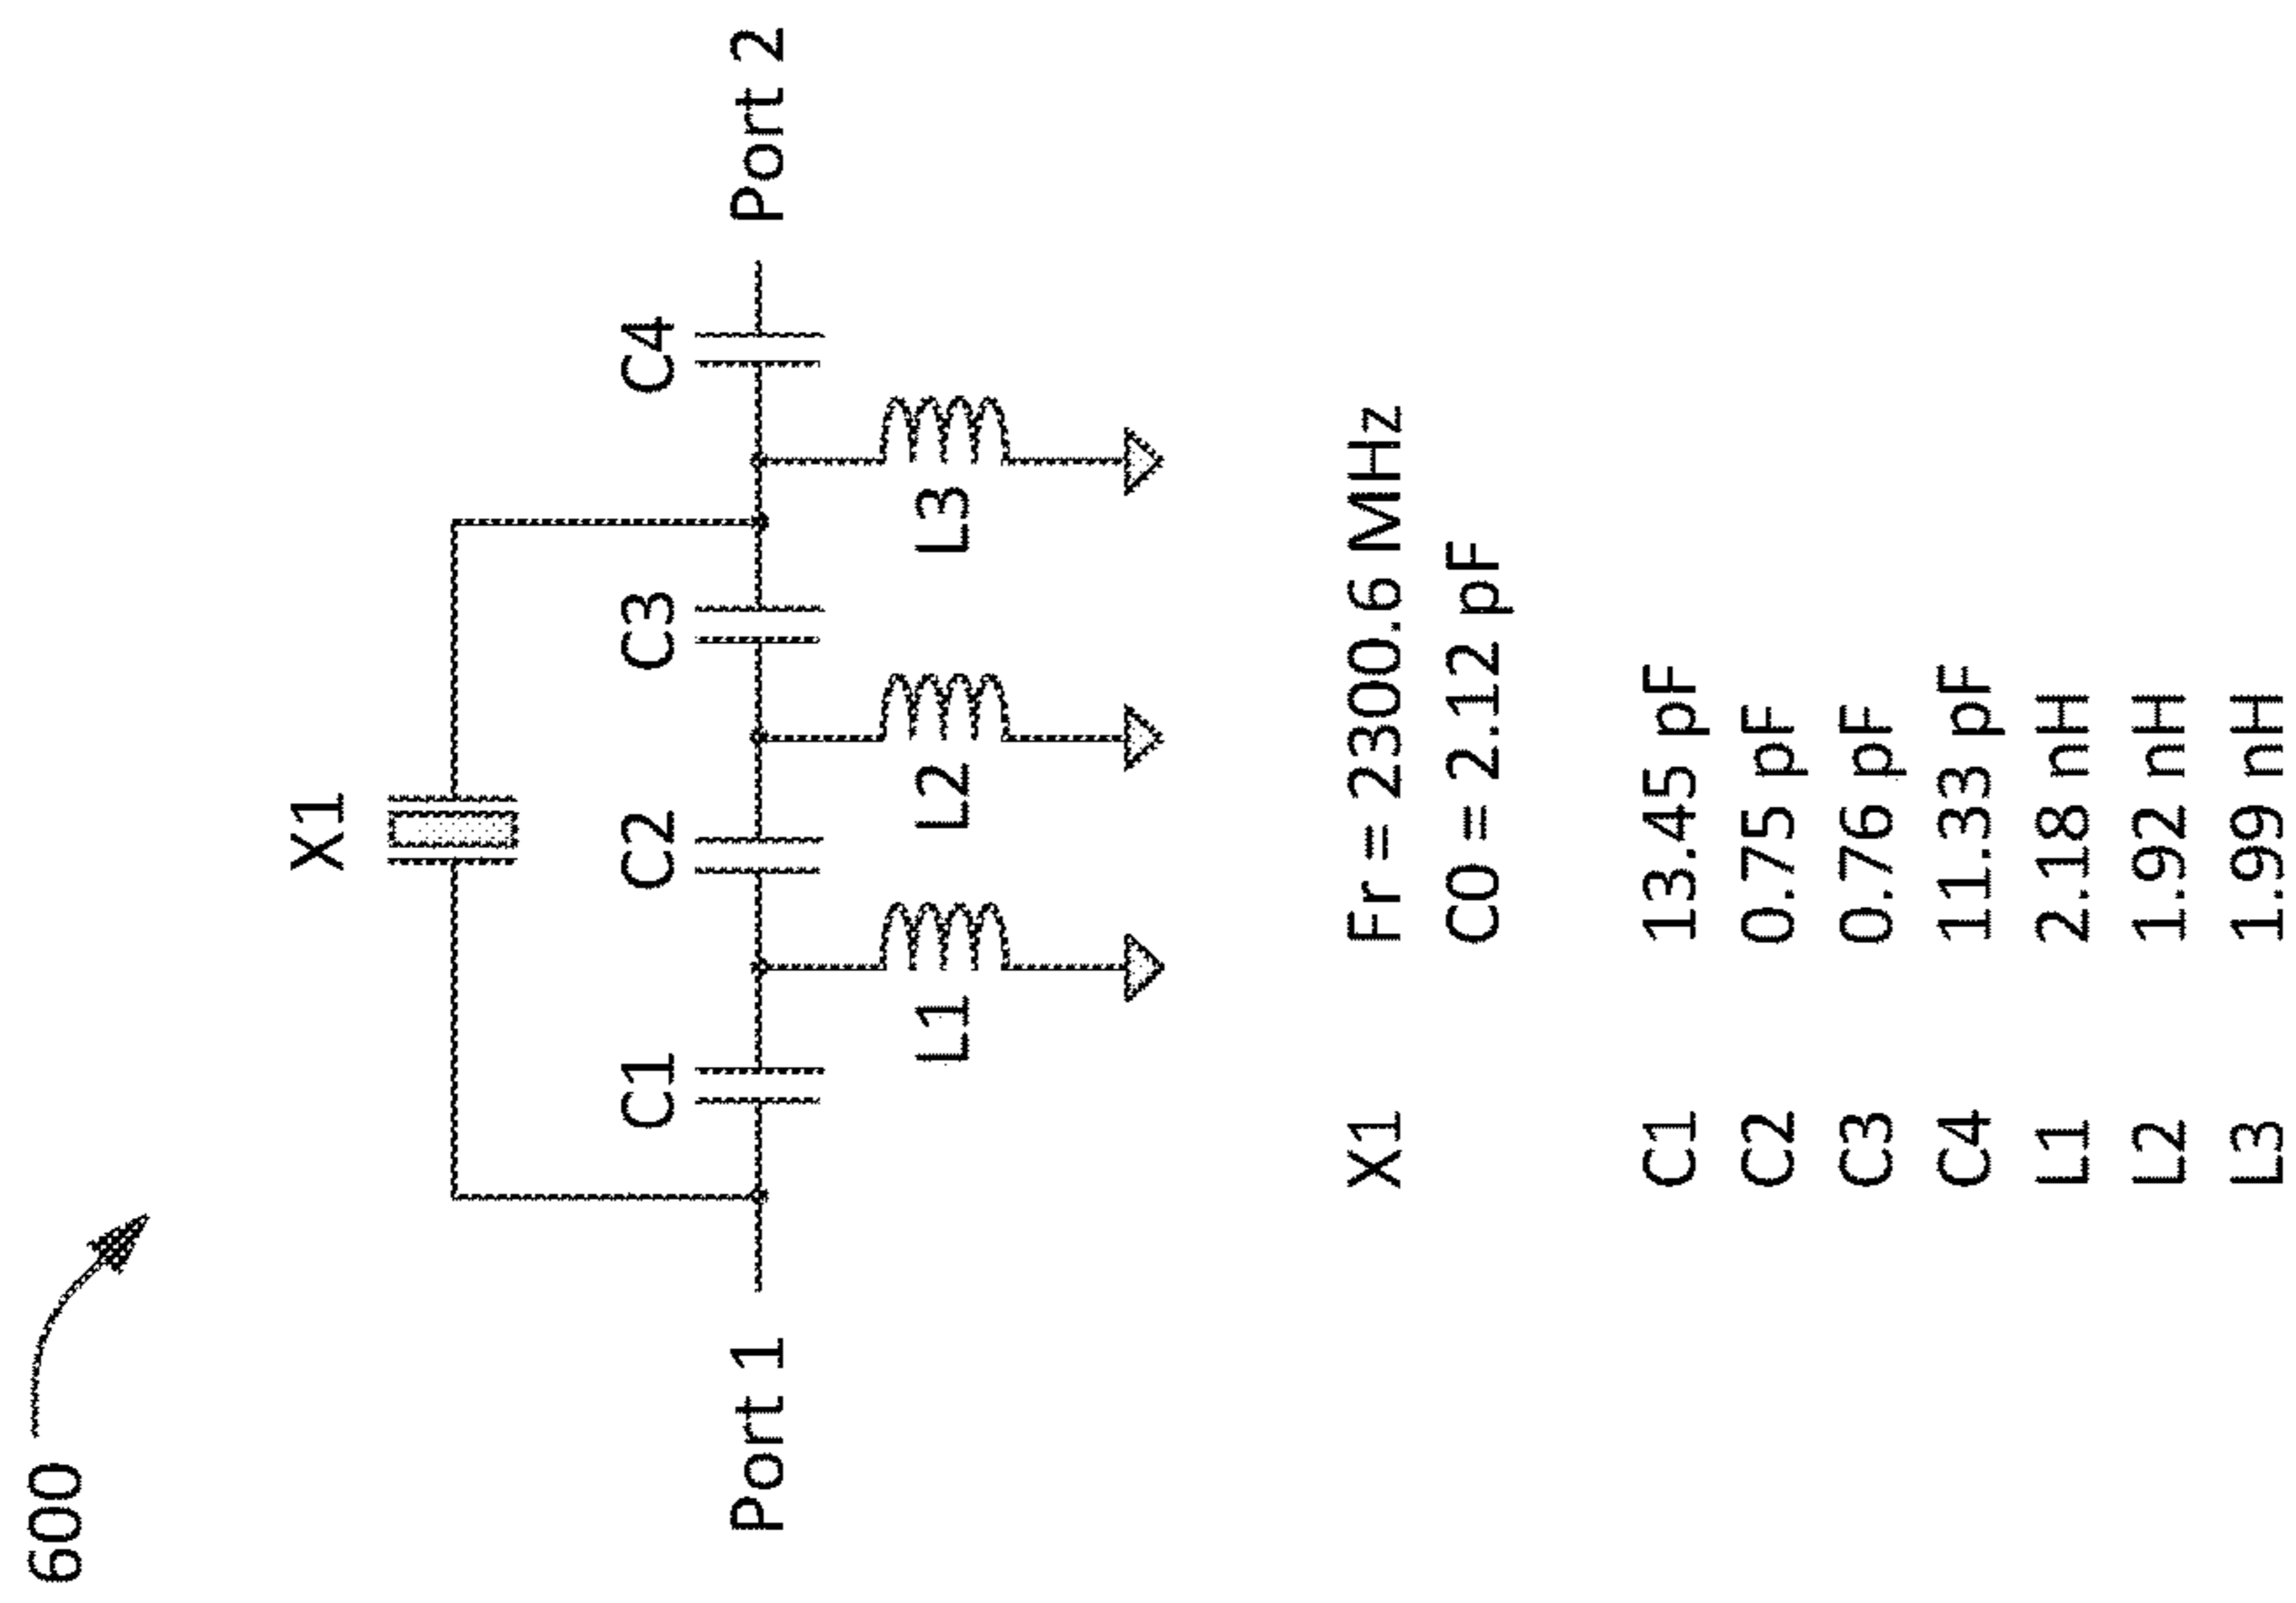 600
X1
C1
C2
C3
C4
Port 1
Port 2
L1
L2
L3
X1 Fr = 2300.6 MHz
C0 = 2.12 pF
C1 13.45 pF
C2 0.75 pF
C3 0.76 pF
C4 11.33 pF
L1 2.18 nH
L2 1.92 nH
L3 1.99 nH